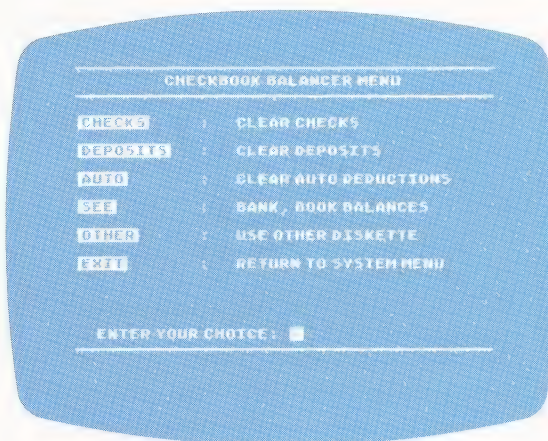 CHECKBOOK BALANCER MENU
CHECKS : CLEAR CHECKS
DEPOSITS : CLEAR DEPOSITS
AUTO : CLEAR AUTO DEDUCTIONS
SEE : BANK, BOOK BALANCES
OTHER : USE OTHER DISKETTE
EXIT : RETURN TO SYSTEM MENU
ENTER YOUR CHOICE: